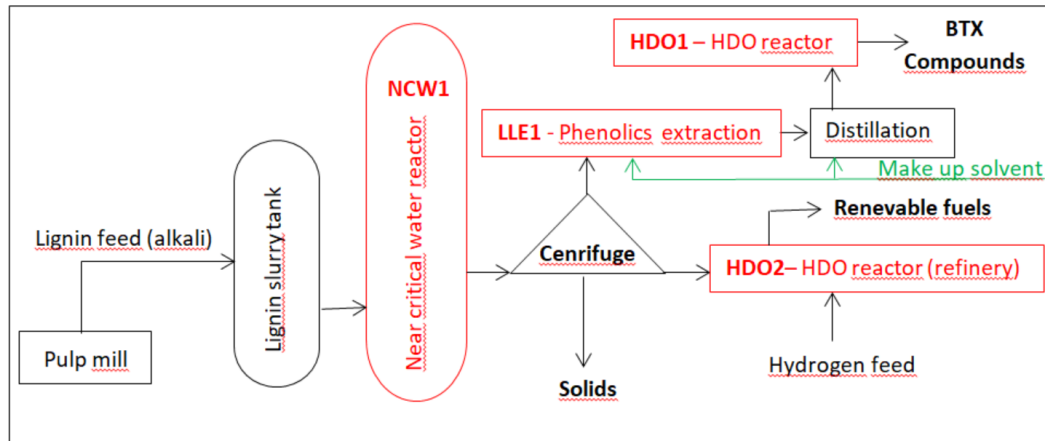 HDO1 – HDO reactor
BTX
Compounds
NCW1
Near critical water reactor
LLE1 - Phenolics extraction
Distillation
Make up solvent
Renevable fuels
Lignin slurry tank
Lignin feed (alkali)
Cenrifuge
HDO2– HDO reactor (refinery)
Pulp mill
Hydrogen feed
Solids